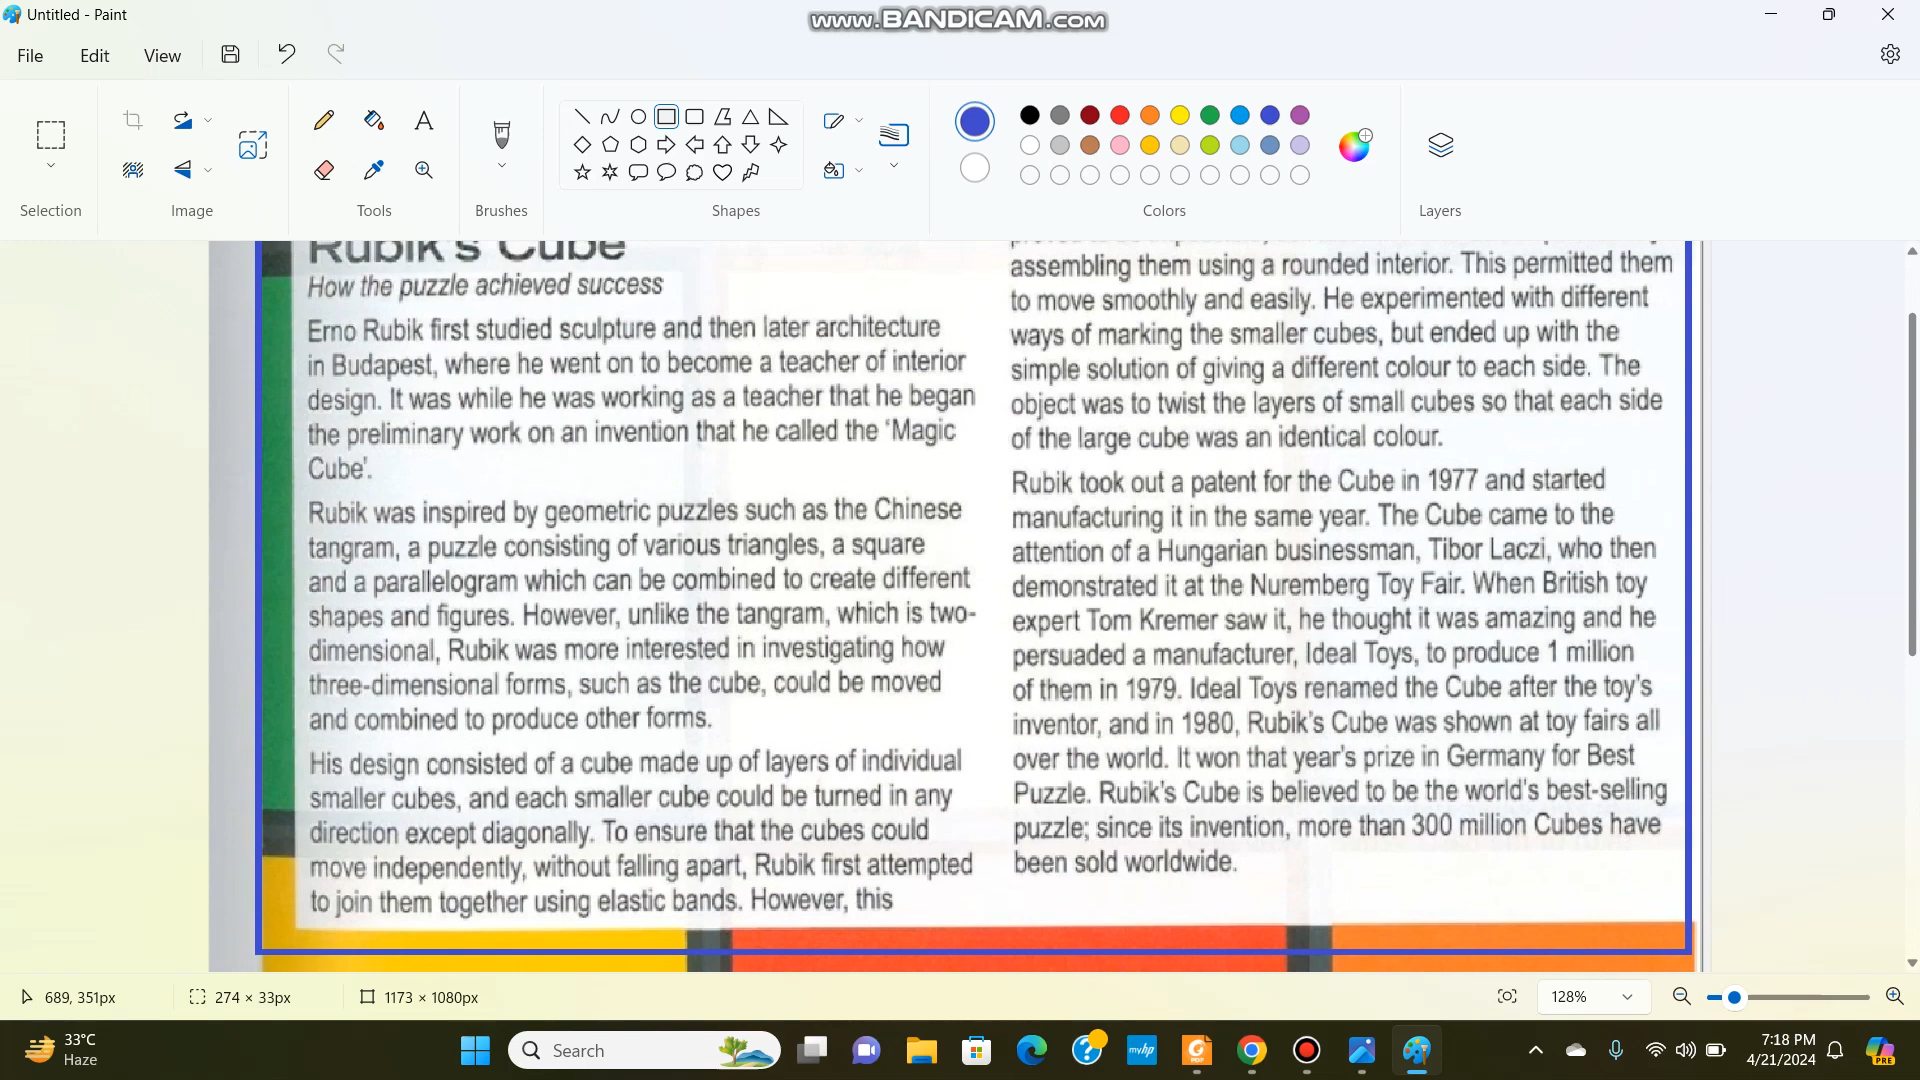 Untitled - Paint
www.BANDICAM.com
File
Edit
View
Selection
Image
Tools
Brushes
Shapes
Colors
Layers
Rubik's Cube
How the puzzle achieved success
Erno Rubik first studied sculpture and then later architecture
in Budapest, where he went on to become a teacher of interior
design. It was while he was working as a teacher that he began
the preliminary work on an invention that he called the 'Magic
Cube'.
Rubik was inspired by geometric puzzles such as the Chinese
tangram, a puzzle consisting of various triangles, a square
and a parallelogram which can be combined to create different
shapes and figures. However, unlike the tangram, which is two-
dimensional, Rubik was more interested in investigating how
three-dimensional forms, such as the cube, could be moved
and combined to produce other forms.
His design consisted of a cube made up of layers of individual
smaller cubes, and each smaller cube could be turned in any
direction except diagonally. To ensure that the cubes could
move independently, without falling apart, Rubik first attempted
to join them together using elastic bands. However, this
assembling them using a rounded interior. This permitted them
to move smoothly and easily. He experimented with different
ways of marking the smaller cubes, but ended up with the
simple solution of giving a different colour to each side. The
object was to twist the layers of small cubes so that each side
of the large cube was an identical colour.
Rubik took out a patent for the Cube in 1977 and started
manufacturing it in the same year. The Cube came to the
attention of a Hungarian businessman, Tibor Laczi, who then
demonstrated it at the Nuremberg Toy Fair. When British toy
expert Tom Kremer saw it, he thought it was amazing and he
persuaded a manufacturer, Ideal Toys, to produce 1 million
of them in 1979. Ideal Toys renamed the Cube after the toy's
inventor, and in 1980, Rubik's Cube was shown at toy fairs all
over the world. It won that year's prize in Germany for Best
Puzzle. Rubik's Cube is believed to be the world's best-selling
puzzle; since its invention, more than 300 million Cubes have
been sold worldwide.
689, 351px
274 × 33px
1173 × 1080px
128%
33°C
Haze
Search
myhp
PDF
7:18 PM
4/21/2024
PRE